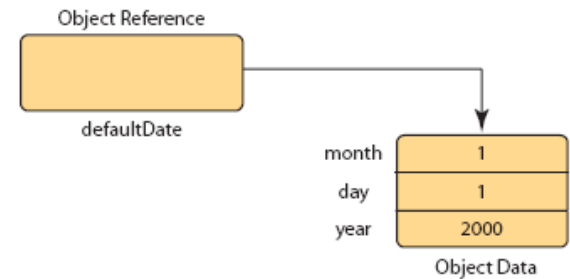 Object Reference
defaultDate
month 1
day 1
year 2000
Object Data